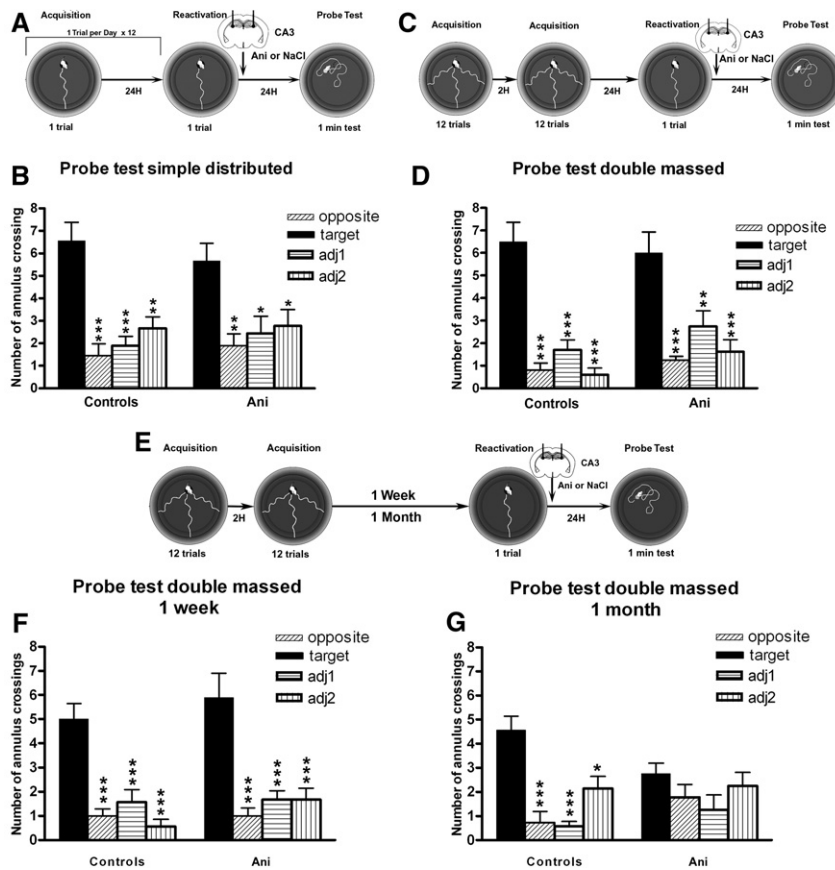 A
Acquisition
1 Trial per Day x 12
Reactivation
CA3
Ani or NaCl
Probe Test
24H
24H
1 trial
1 trial
1 min test
C
Acquisition
Acquisition
Reactivation
CA3
Ani or NaCl
Probe Test
2H
24H
24H
12 trials
12 trials
1 trial
1 min test
B
Probe test simple distributed
Number of annulus crossing
8
7
6
5
4
3
2
1
0
opposite
target
adj1
adj2
***
***
**
**
*
*
Controls
Ani
D
Probe test double massed
Number of annulus crossing
8
7
6
5
4
3
2
1
0
opposite
target
adj1
adj2
***
***
***
***
**
***
Controls
Ani
E
Acquisition
Acquisition
Reactivation
CA3
Ani or NaCl
Probe Test
2H
1 Week
1 Month
24H
12 trials
12 trials
1 trial
1 min test
F
Probe test double massed
1 week
Number of annulus crossings
8
7
6
5
4
3
2
1
0
opposite
target
adj1
adj2
***
***
***
***
***
***
Controls
Ani
G
Probe test double massed
1 month
Number of annulus crossings
8
7
6
5
4
3
2
1
0
opposite
target
adj1
adj2
***
***
*
Controls
Ani